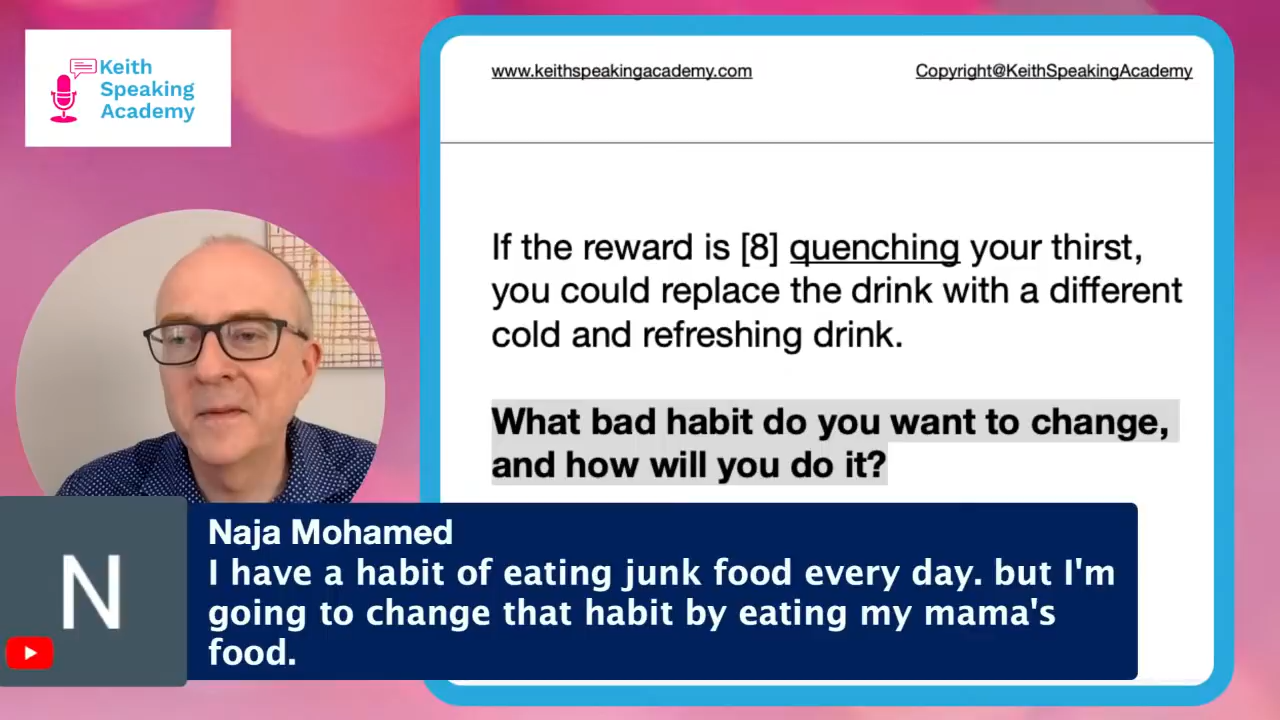 Keith
Speaking
Academy
www.keithspeakingacademy.com
Copyright@KeithSpeakingAcademy
If the reward is [8] quenching your thirst,
you could replace the drink with a different
cold and refreshing drink.
What bad habit do you want to change,
and how will you do it?
N
Naja Mohamed
I have a habit of eating junk food every day. but I'm
going to change that habit by eating my mama's
food.